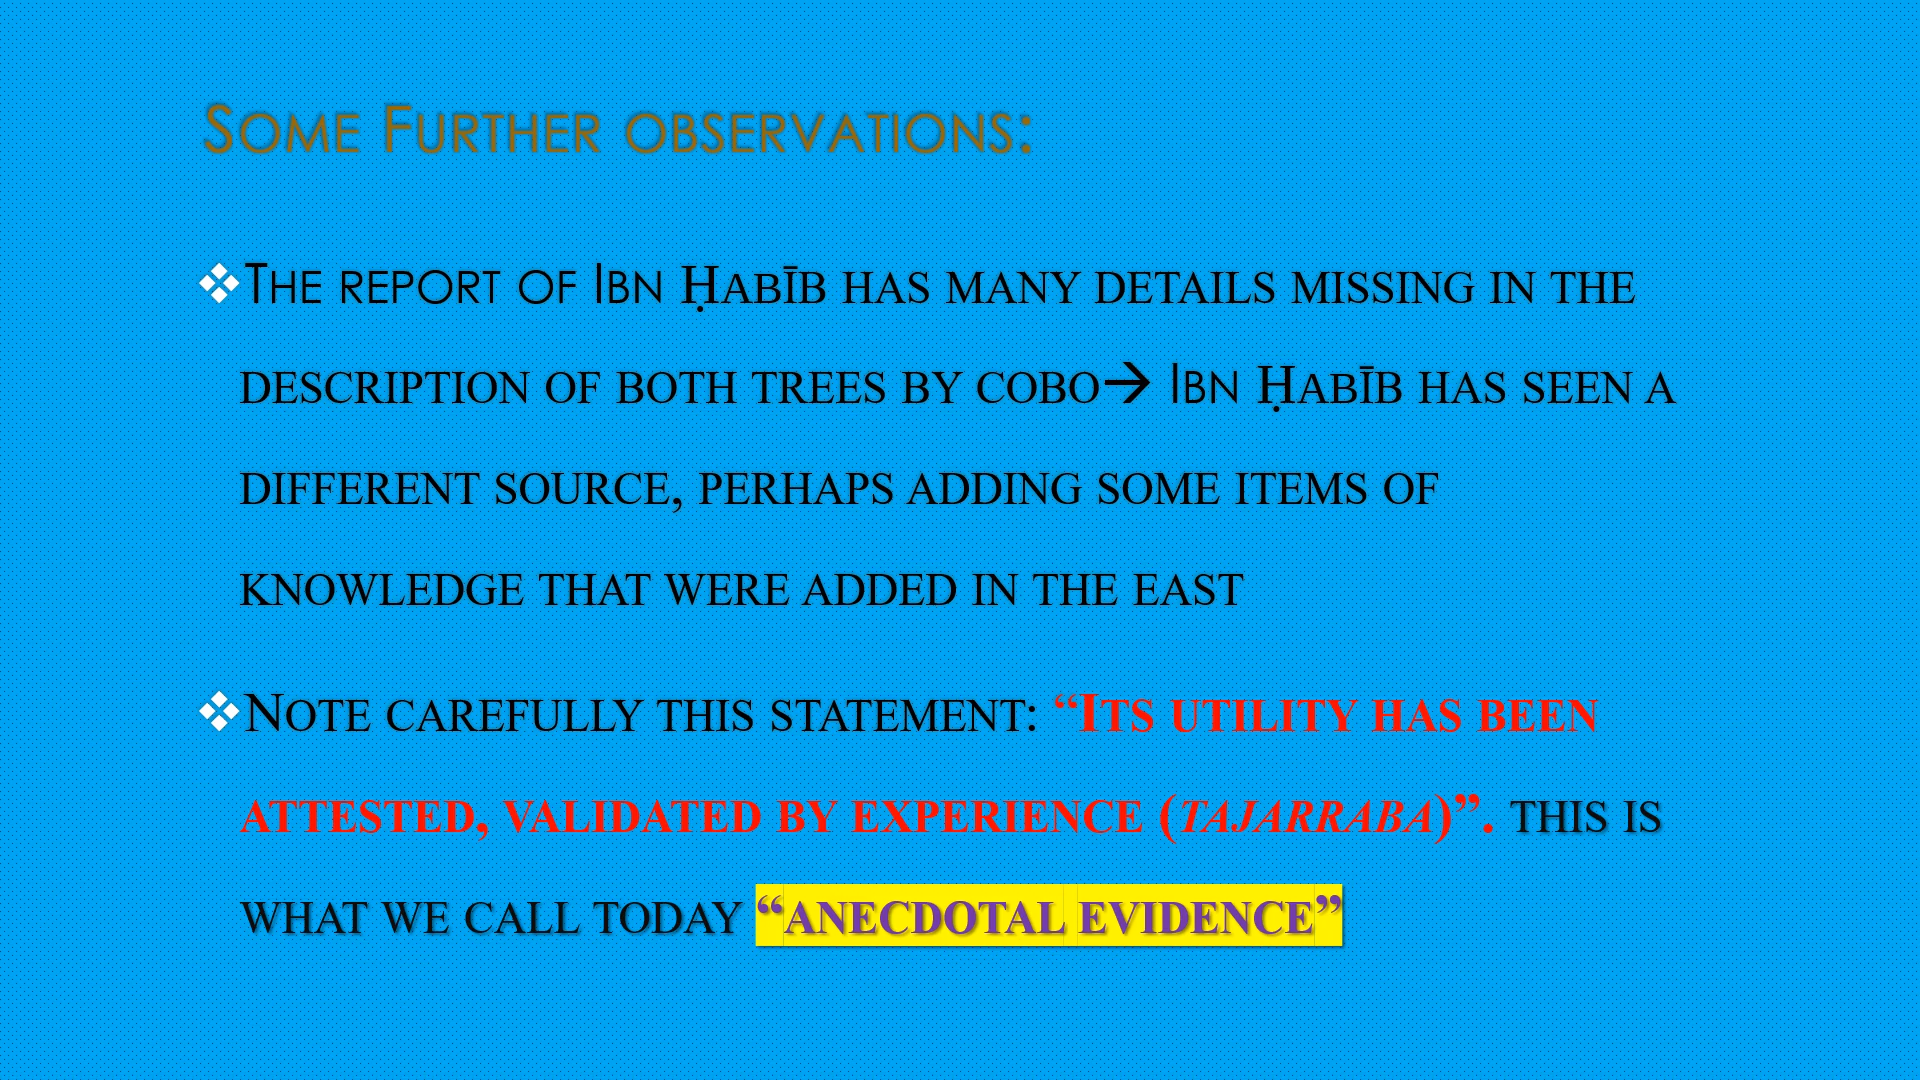 Some Further observations:
❖The report of Ibn Ḥabīb has many details missing in the
description of both trees by cobo→ Ibn Ḥabīb has seen a
different source, perhaps adding some items of
knowledge that were added in the east
❖Note carefully this statement: “Its utility has been
attested, validated by experience (tajarraba)”. this is
what we call today “anecdotal evidence”